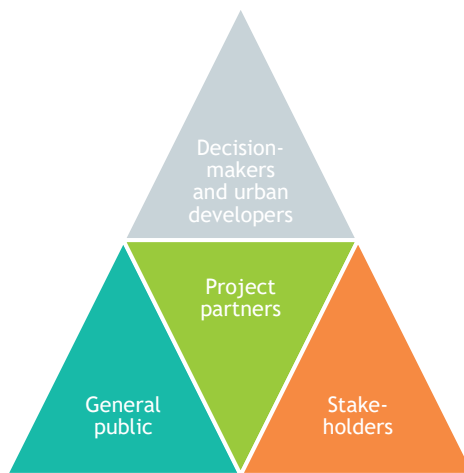 Decision-
makers
and urban
developers
Project
partners
General
public
Stake-
holders